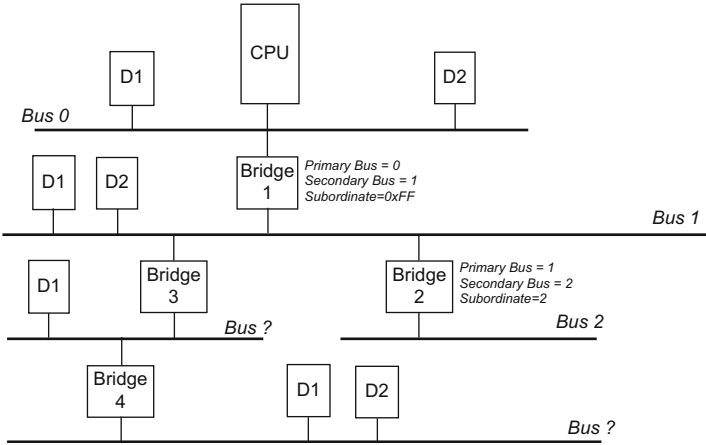 CPU
D1
D2
Bus 0
Bridge
1
Primary Bus = 0
Secondary Bus = 1
Subordinate=0xFF
D1
D2
Bus 1
D1
Bridge
3
Bridge
2
Primary Bus = 1
Secondary Bus = 2
Subordinate=2
Bus ?
Bus 2
Bridge
4
D1
D2
Bus ?